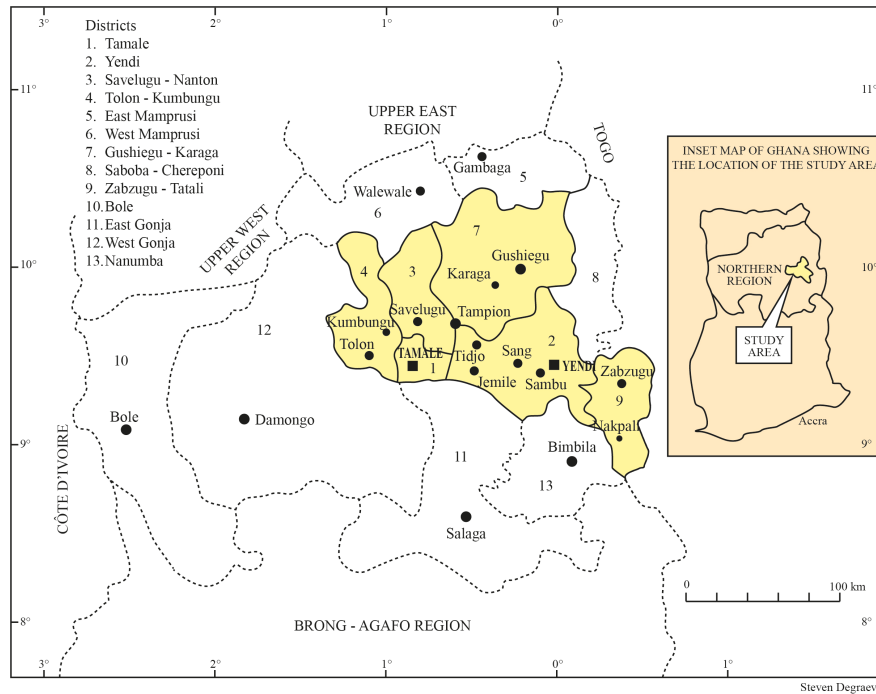 3°
2°
1°
0°
Districts
1. Tamale
2. Yendi
3. Savelugu - Nanton
4. Tolon - Kumbungu
5 East Mamprusi
6. West Mamprusi
7. Gushiegu - Karaga
8. Saboba - Chereponi
9. Zabzugu - Tatali
10.Bole
11.East Gonja
12.West Gonja
13.Nanumba
11°
11°
UPPER EAST
REGION
TOGO
Gambaga
5
Walewale
6
UPPER WEST
REGION
7
Gushiegu
Karaga
8
10°
10°
4
3
12
Kumbungu
Savelugu
Tampion
Tolon
TAMALE
1
Tidjo
Jemile
Sang
Sambu
2
YENDI
Zabzugu
9
Nakpali
10
Bole
Damongo
11
Bimbila
13
Salaga
9°
CÔTE D'IVOIRE
INSET MAP OF GHANA SHOWING
THE LOCATION OF THE STUDY AREA
NORTHERN
REGION
STUDY
AREA
Accra
0
100 km
8°
8°
BRONG - AGAFO REGION
3°
2°
1°
0°
1°
Steven Degraev